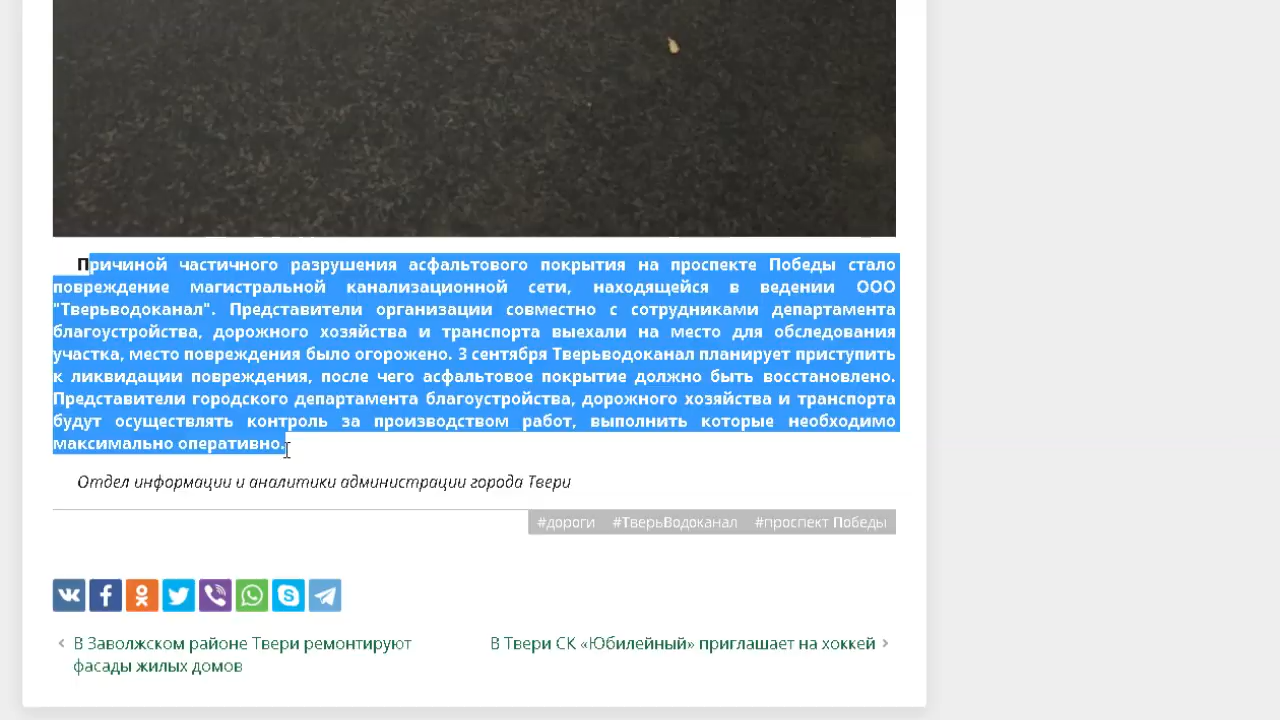 Причиной частичного разрушения асфальтового покрытия на проспекте Победы стало
повреждение магистральной канализационной сети, находящейся в ведении ООО
"Тверьводоканал". Представители организации совместно с сотрудниками департамента
благоустройства, дорожного хозяйства и транспорта выехали на место для обследования
участка, место повреждения было огорожено. 3 сентября Тверьводоканал планирует приступить
к ликвидации повреждения, после чего асфальтовое покрытие должно быть восстановлено.
Представители городского департамента благоустройства, дорожного хозяйства и транспорта
будут осуществлять контроль за производством работ, выполнить которые необходимо
максимально оперативно.
Отдел информации и аналитики администрации города Твери
#дороги #ТверьВодоканал #проспект Победы
В Заволжском районе Твери ремонтируют
фасады жилых домов
В Твери СК «Юбилейный» приглашает на хоккей